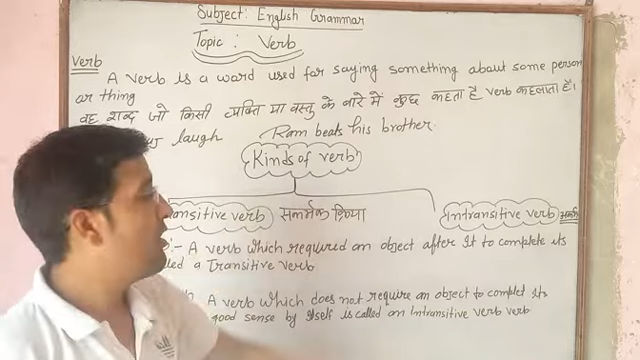 Subject: English Grammar
Topic: Verb
Verb
A verb is a word used for saying something about some person
or thing
वह शब्द जो किसी व्यक्ति या वस्तु के बारे में कुछ कहता है verb कहलाता है।
laugh Ram beats his brother.
Kinds of verb
ansitive verb सकर्मक क्रिया Intransitive verb
:- A verb which required an object after It to complete its
led a Transitive verb
A verb which does not require an object to complet Its
good sense by Itself is called an Intransitive verb verb